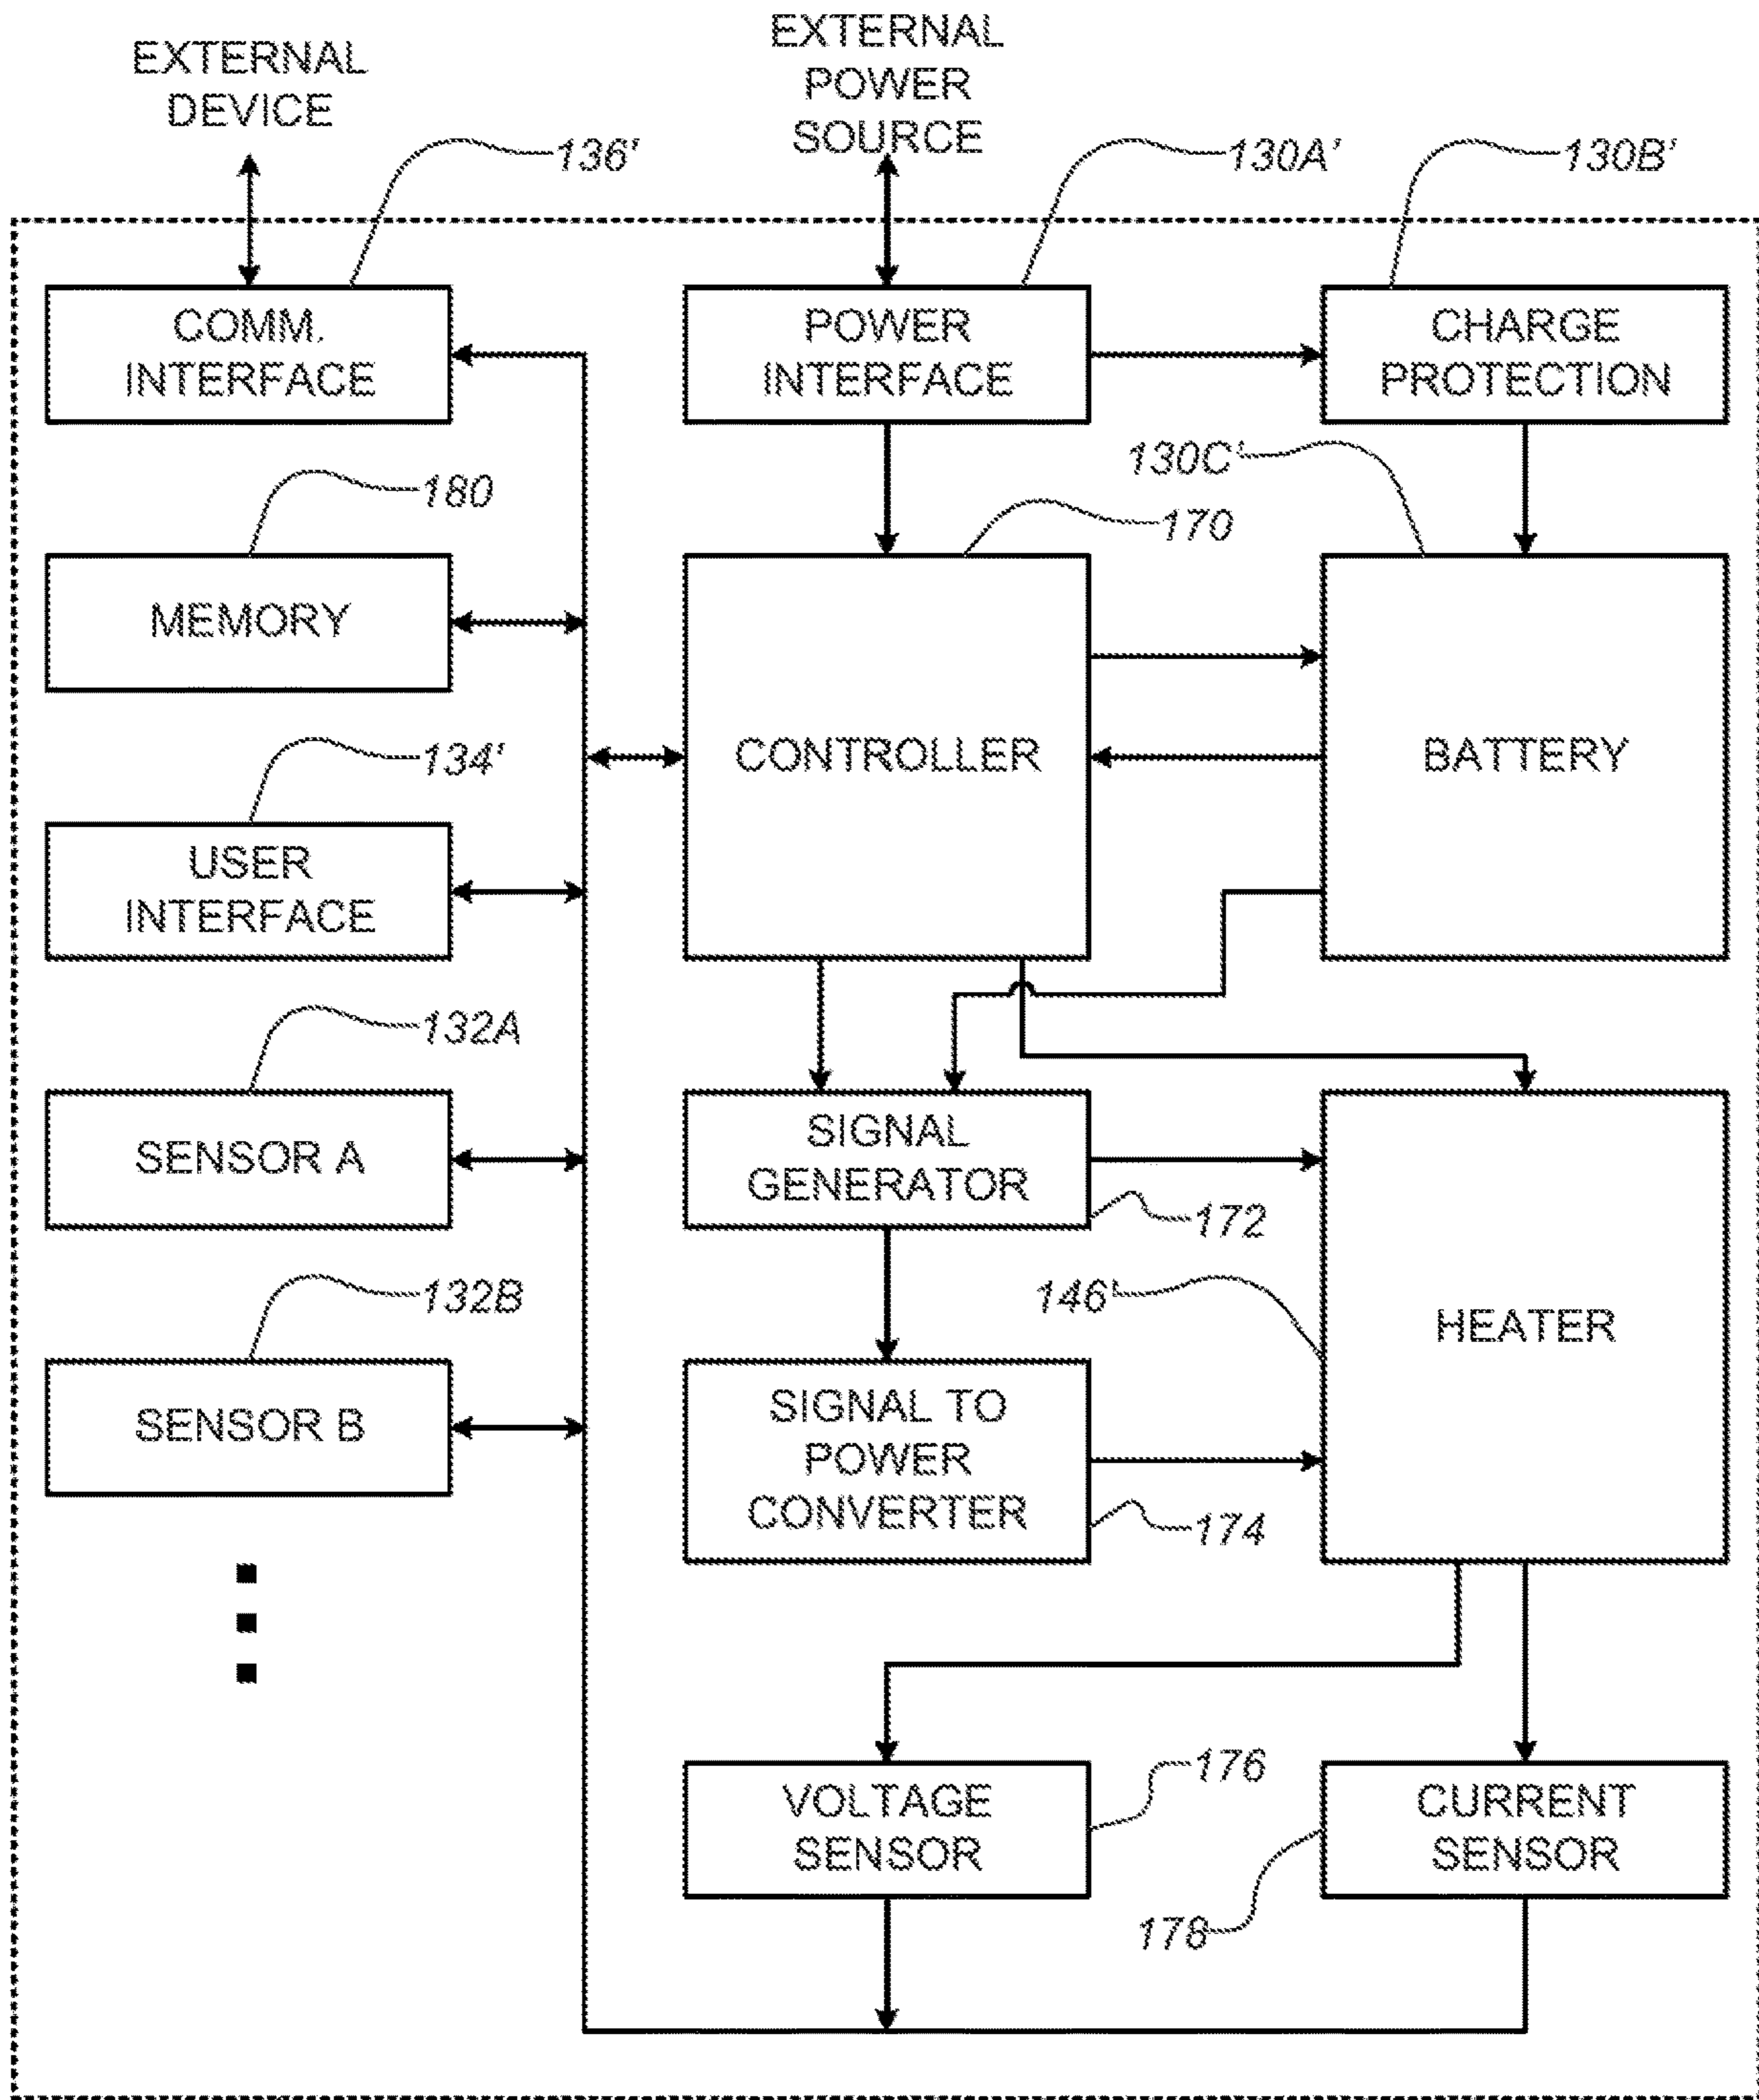 EXTERNAL
DEVICE
EXTERNAL
POWER
SOURCE
136'
130A'
130B'
COMM.
INTERFACE
POWER
INTERFACE
CHARGE
PROTECTION
130C'
180
170
MEMORY
CONTROLLER
BATTERY
134'
USER
INTERFACE
132A
SENSOR A
SIGNAL
GENERATOR
172
132B
146'
HEATER
SENSOR B
SIGNAL TO
POWER
CONVERTER
174
VOLTAGE
SENSOR
176
CURRENT
SENSOR
178